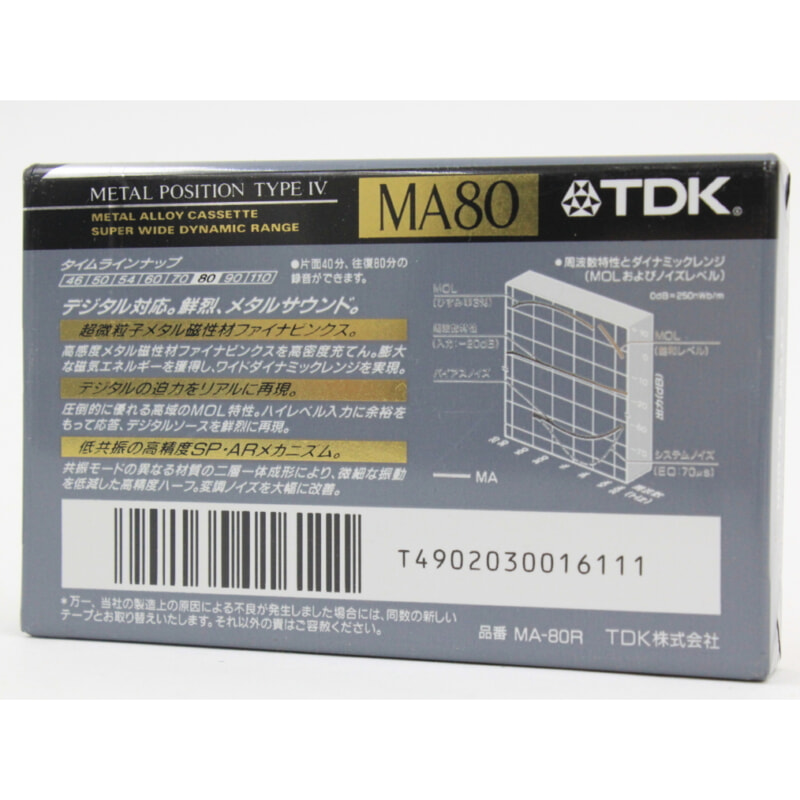 METAL POSITION TYPE IV
METAL ALLOY CASSETTE
SUPER WIDE DYNAMIC RANGE
MA80
TDK®
タイムラインナップ
46 50 54 60 70 80 90 110
●片面40分、往復80分の
録音ができます。
デジタル対応。鮮烈、メタルサウンド。
超微粒子メタル磁性材ファイナビンクス。
高感度メタル磁性材ファイナビンクスを高密度充てん。膨大
な磁気エネルギーを獲得し、ワイドダイナミックレンジを実現。
デジタルの迫力をリアルに再現。
圧倒的に優れる高域のMOL特性。ハイレベル入力に余裕を
もって応答、デジタルソースを鮮烈に再現。
低共振の高精度SP・ARメカニズム。
共振モードの異なる材質の二層一体成形により、微細な振動
を低減した高精度ハーフ。変調ノイズを大幅に改善。
●周波数特性とダイナミックレンジ
(MOLおよびノイズレベル)
0dB=250nWb/m
MOL
(入力:-20dB)
バイアスノイズ
MOL
(飽和レベル)
システムノイズ
(EQ:70μs)
MA
T4902030016111
*万一、当社の製造上の原因による不良が発生しました場合には、同数の新しい
テープとお取り替えいたします。それ以外の責はご容赦ください。
品番 MA-80R TDK株式会社